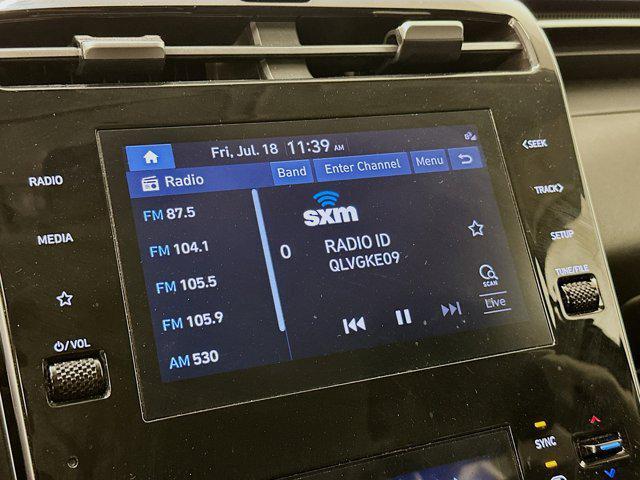 Fri, Jul. 18 11:39 AM
Radio Band Enter Channel Menu
FM 87.5
FM 104.1
FM 105.5
FM 105.9
AM 530
sxm
0 RADIO ID
QLVGKE09
SCAN
Live
RADIO
MEDIA
/VOL
<SEEK
TRACK>
SETUP
TUNE/FILE
SYNC